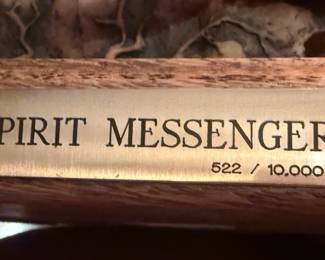 PIRIT MESSENGER
522 / 10,000